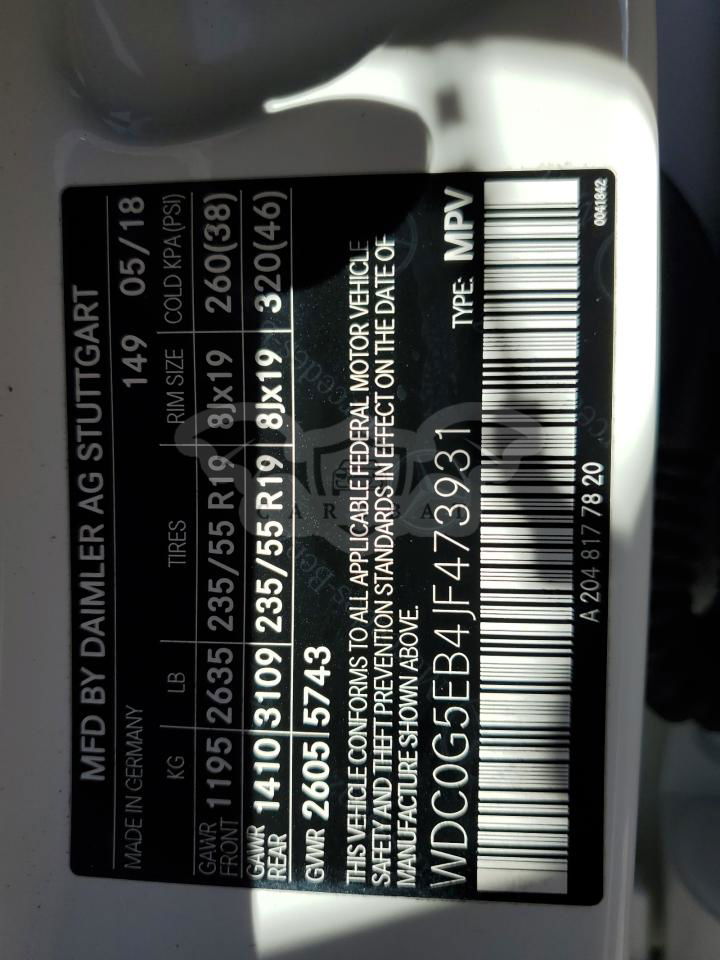 MFD BY DAIMLER AG STUTTGART
MADE IN GERMANY 149 05/18
KG LB TIRES RIM SIZE COLD KPA (PSI)
GAWR FRONT 1195 2635 235/55 R19 8Jx19 260(38)
GAWR REAR 1410 3109 235/55 R19 8Jx19 320(46)
GVWR 2605 5743
THIS VEHICLE CONFORMS TO ALL APPLICABLE FEDERAL MOTOR VEHICLE
SAFETY AND THEFT PREVENTION STANDARDS IN EFFECT ON THE DATE OF
MANUFACTURE SHOWN ABOVE.
TYPE: MPV
WDC0G5EB4JF473931
A 204 817 78 20
0041842